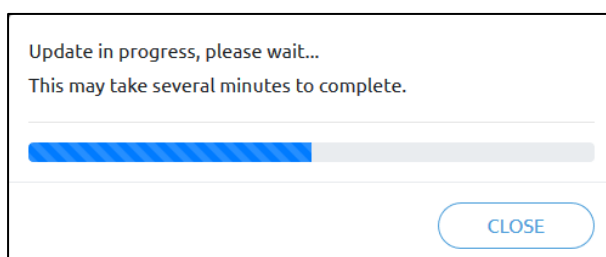 Update in progress, please wait...
This may take several minutes to complete.
CLOSE